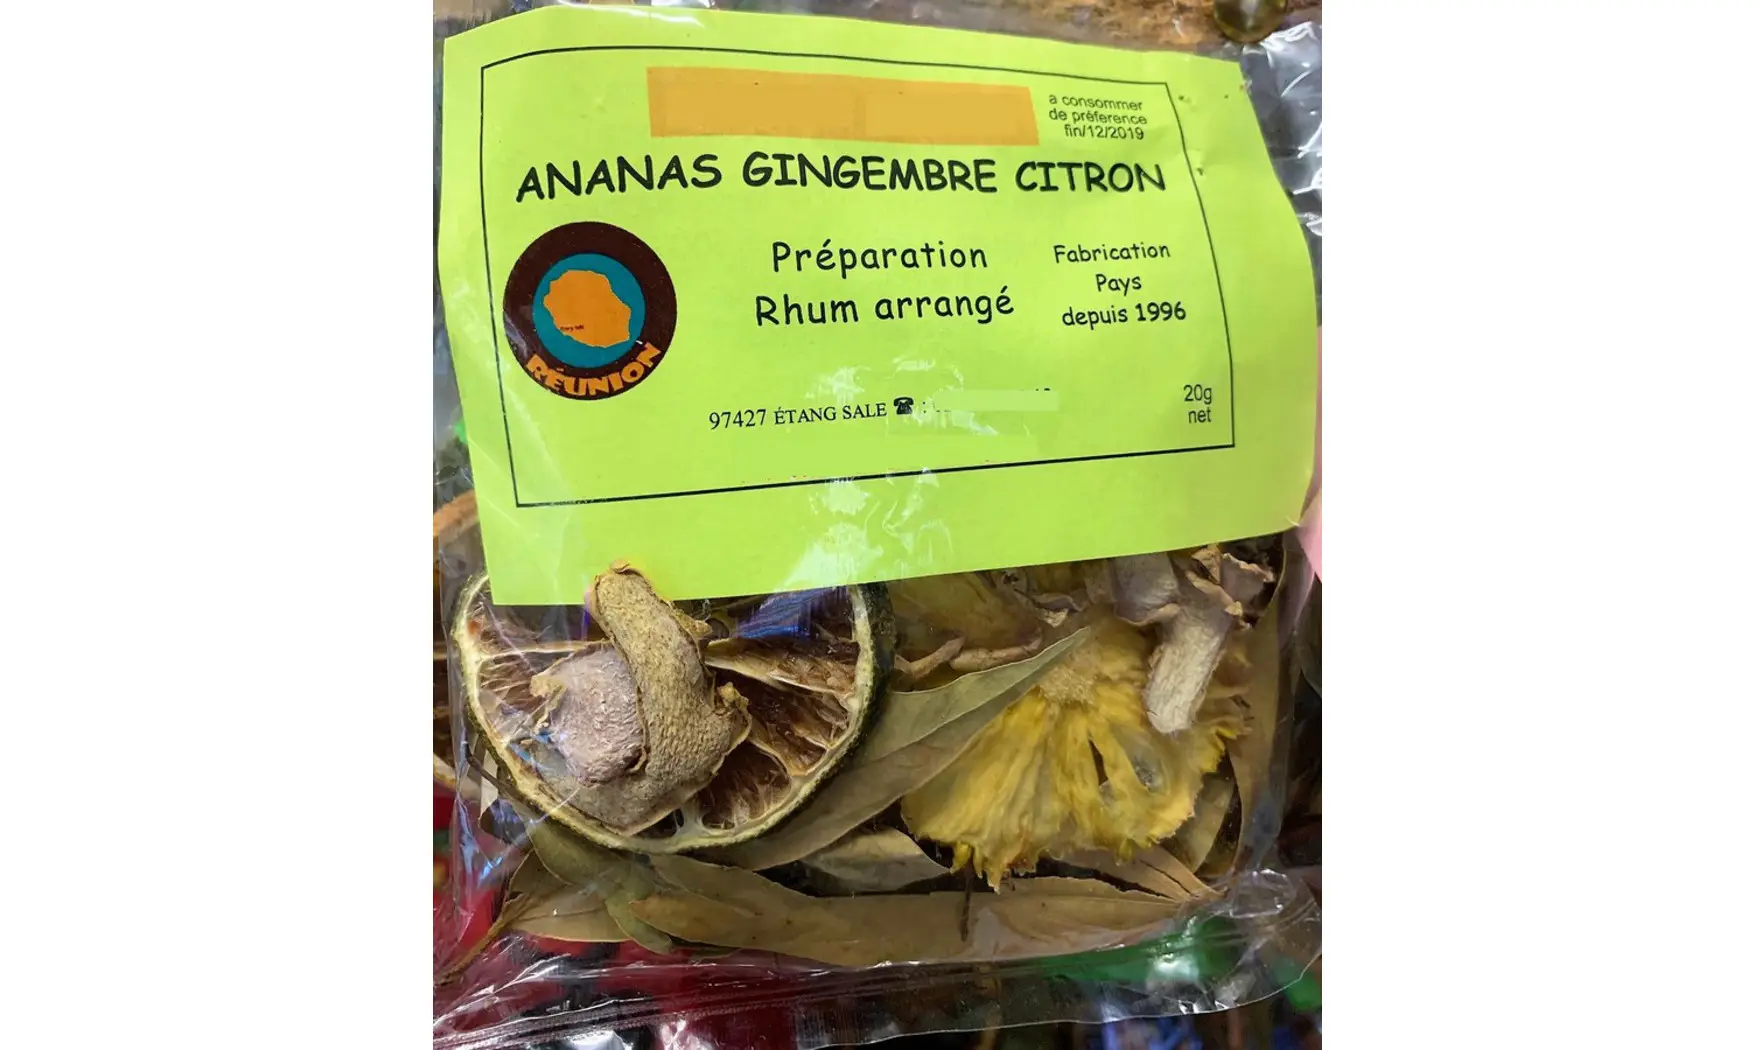 a consommer
de préference
fin/12/2019
ANANAS GINGEMBRE CITRON
Préparation
Rhum arrangé
Fabrication
Pays
depuis 1996
RÉUNION
97427 ÉTANG SALE ☎ :
20g
net